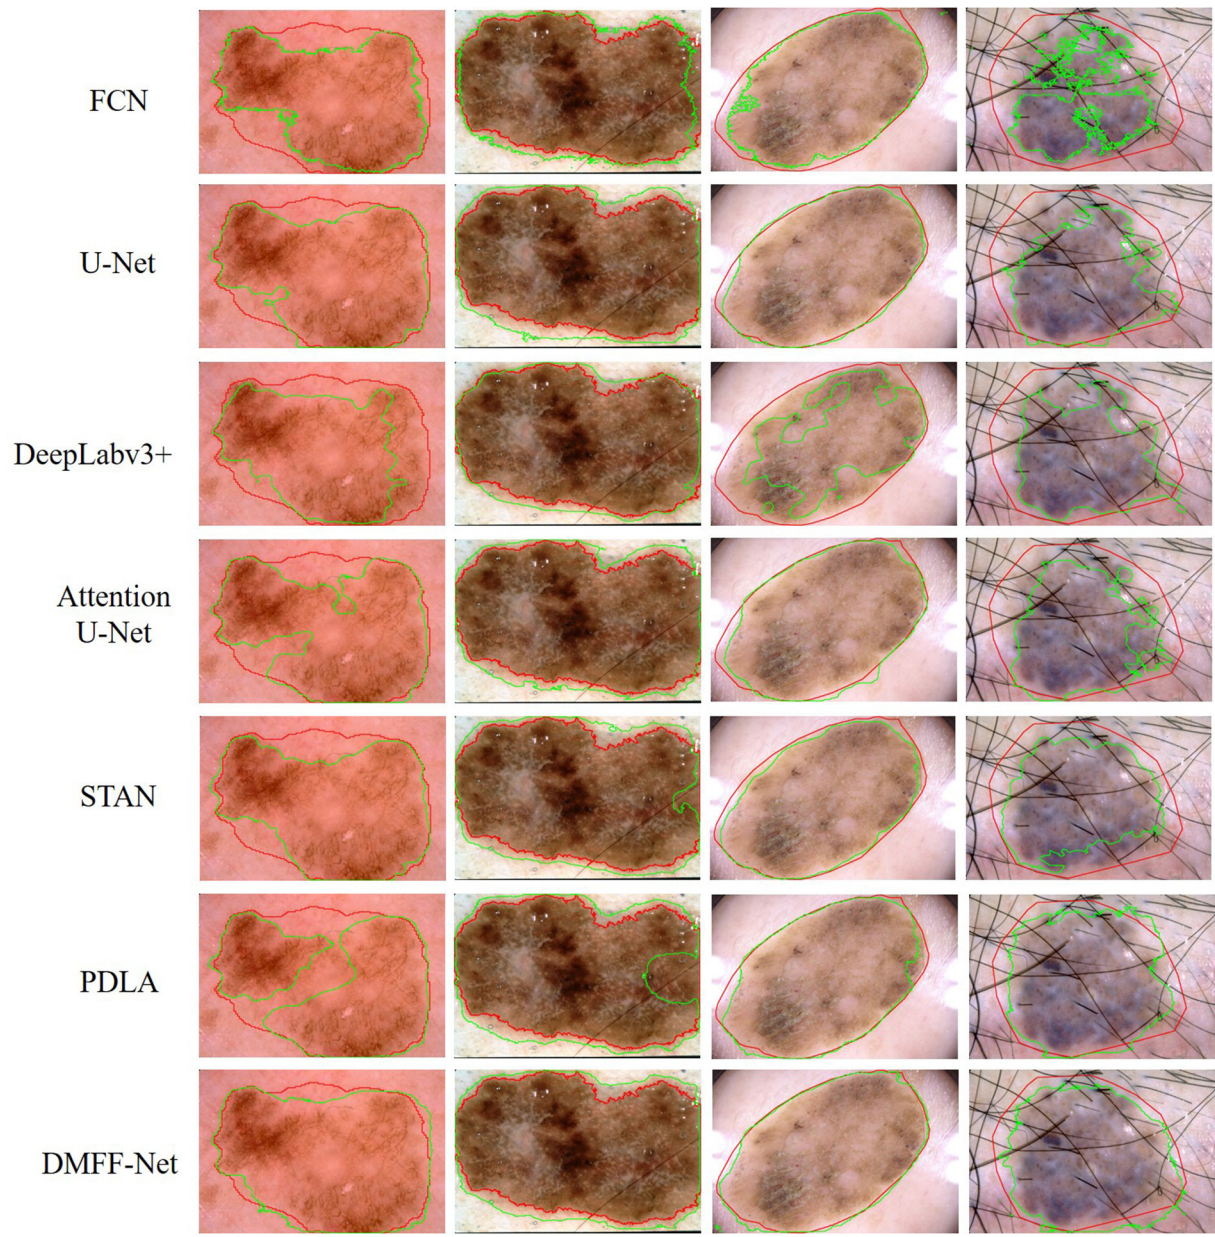 FCN
U-Net
DeepLabv3+
Attention
U-Net
STAN
PDLA
DMFF-Net